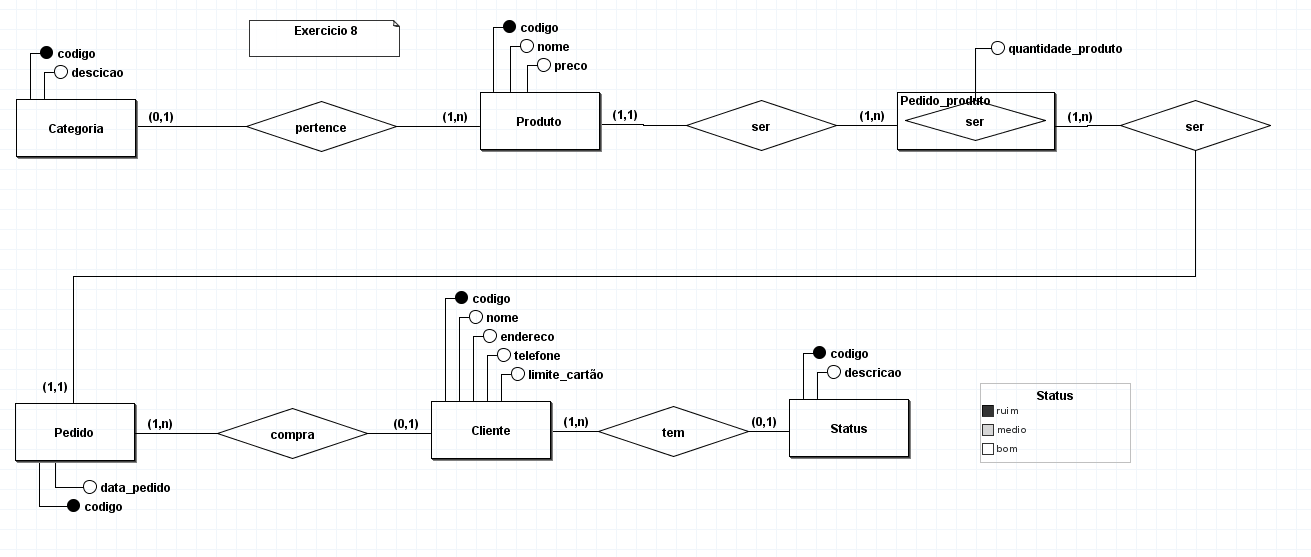 Exercicio 8
codigo
descicao
Categoria
(0,1)
pertence
(1,n)
codigo
nome
preco
Produto
(1,1)
ser
(1,n)
quantidade_produto
Pedido_produto
ser
(1,n)
ser
(1,1)
Pedido
data_pedido
codigo
(1,n)
compra
(0,1)
codigo
nome
endereco
telefone
limite_cartão
Cliente
(1,n)
tem
(0,1)
codigo
descricao
Status
Status
ruim
medio
bom